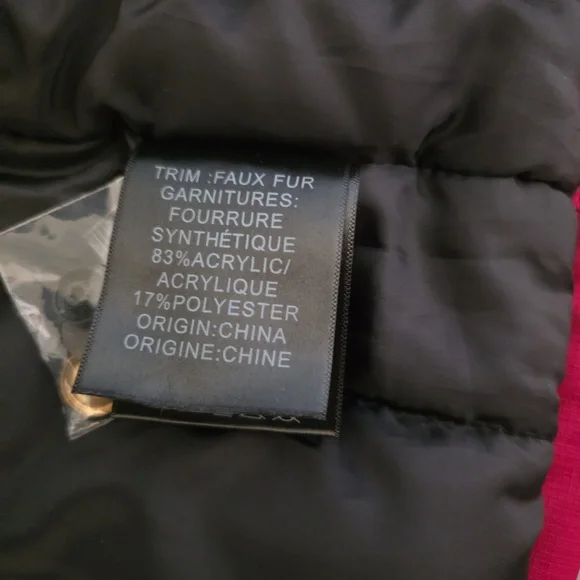 TRIM :FAUX FUR
GARNITURES:
FOURRURE
SYNTHÉTIQUE
83%ACRYLIC/
ACRYLIQUE
17%POLYESTER
ORIGIN:CHINA
ORIGINE:CHINE